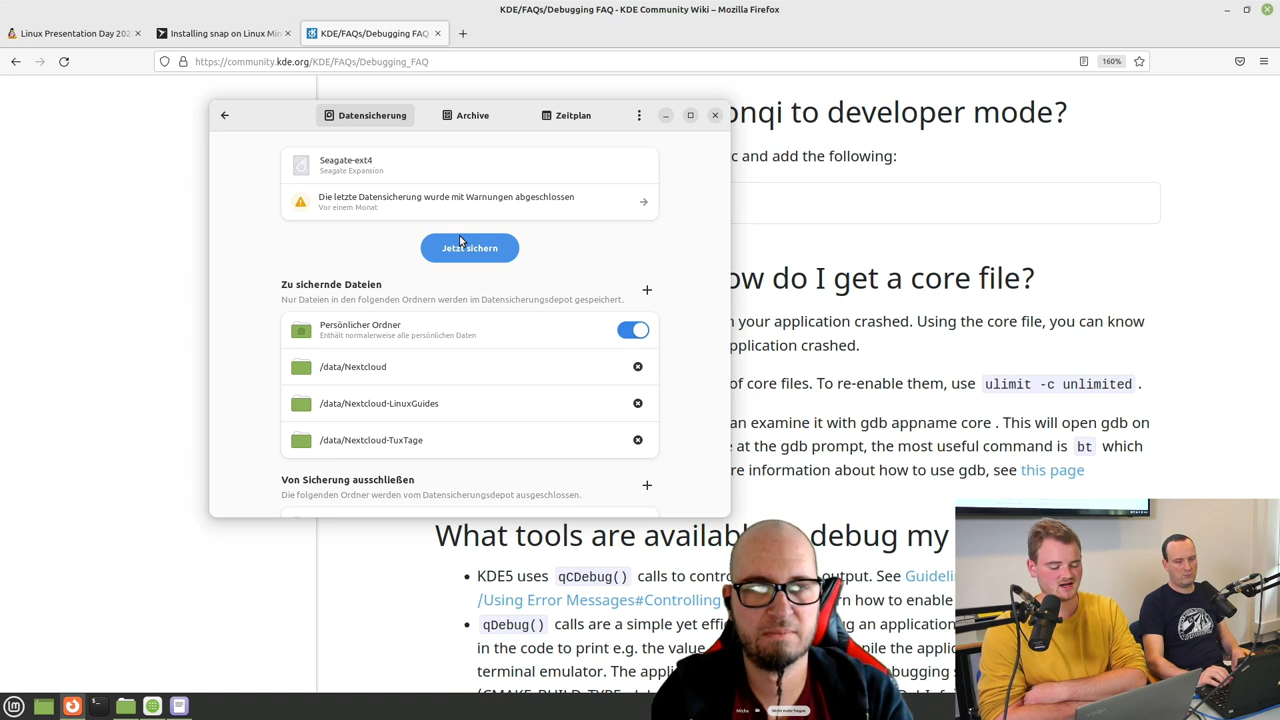 KDE/FAQs/Debugging FAQ - KDE Community Wiki – Mozilla Firefox
Linux Presentation Day 202
Installing snap on Linux Min
KDE/FAQs/Debugging FAQ
https://community.kde.org/KDE/FAQs/Debugging_FAQ
160%
Datensicherung
Archive
Zeitplan
Seagate-ext4
Seagate Expansion
Die letzte Datensicherung wurde mit Warnungen abgeschlossen
Vor einem Monat
Jetzt sichern
Zu sichernde Dateien
Nur Dateien in den folgenden Ordnern werden im Datensicherungsdepot gespeichert.
Persönlicher Ordner
Enthält normalerweise alle persönlichen Daten
/data/Nextcloud
/data/Nextcloud-LinuxGuides
/data/Nextcloud-TuxTage
Von Sicherung ausschließen
Die folgenden Ordner werden vom Datensicherungsdepot ausgeschlossen.
onqi to developer mode?
c and add the following:
ow do I get a core file?
your application crashed. Using the core file, you can know
pplication crashed.
of core files. To re-enable them, use ulimit -c unlimited .
an examine it with gdb appname core . This will open gdb on
at the gdb prompt, the most useful command is bt which
re information about how to use gdb, see this page
What tools are availab debug my
KDE5 uses qCDebug() calls to contr output. See Guideli
/Using Error Messages#Controlling rn how to enable
qDebug() calls are a simple yet effi g an application
in the code to print e.g. the value pile the applic
terminal emulator. The appli ebugging s
Micha